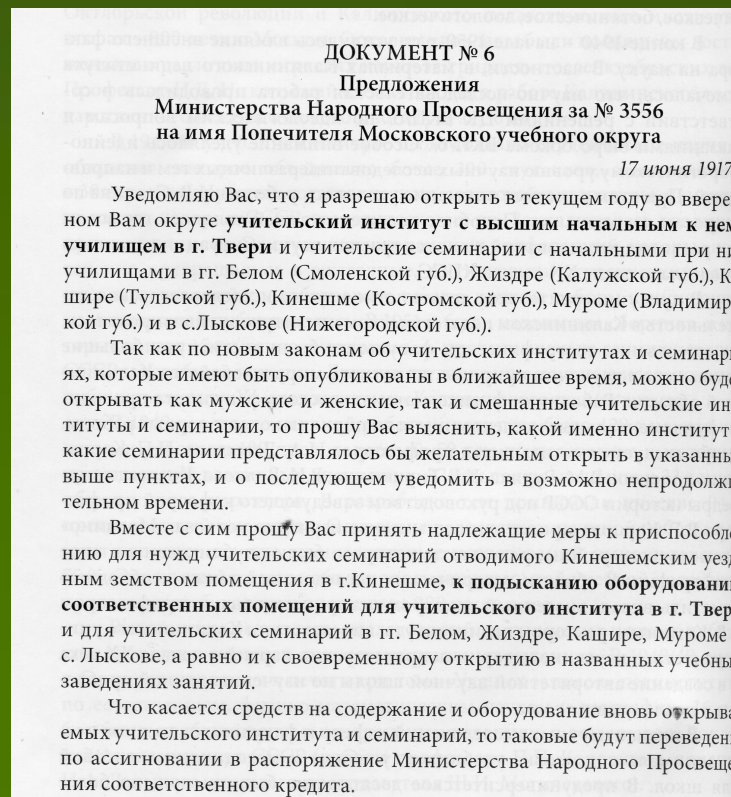 ДОКУМЕНТ № 6
Предложения
Министерства Народного Просвещения за № 3556
на имя Попечителя Московского учебного округа
17 июня 1917
Уведомляю Вас, что я разрешаю открыть в текущем году во ввере
ном Вам округе учительский институт с высшим начальным к нем
училищем в г. Твери и учительские семинарии с начальными при ни
училищами в гг. Белом (Смоленской губ.), Жиздре (Калужской губ.), К
шире (Тульской губ.), Кинешме (Костромской губ.), Муроме (Владимир
кой губ.) и в с.Лыскове (Нижегородской губ.).
Так как по новым законам об учительских институтах и семинари
ях, которые имеют быть опубликованы в ближайшее время, можно буде
открывать как мужские и женские, так и смешанные учительские ин
титуты и семинарии, то прошу Вас выяснить, какой именно институт
какие семинарии представлялось бы желательным открыть в указанны
выше пунктах, и о последующем уведомить в возможно непродолжи
тельном времени.
Вместе с сим прошу Вас принять надлежащие меры к приспособле
нию для нужд учительских семинарий отводимого Кинешемским уезд
ным земством помещения в г.Кинешме, к подысканию оборудовани
соответственных помещений для учительского института в г. Твер
и для учительских семинарий в гг. Белом, Жиздре, Кашире, Муроме
с. Лыскове, а равно и к своевременному открытию в названных учебны
заведениях занятий.
Что касается средств на содержание и оборудование вновь открыва
емых учительского института и семинарий, то таковые будут переведен
по ассигновании в распоряжение Министерства Народного Просвеще
ния соответственного кредита.